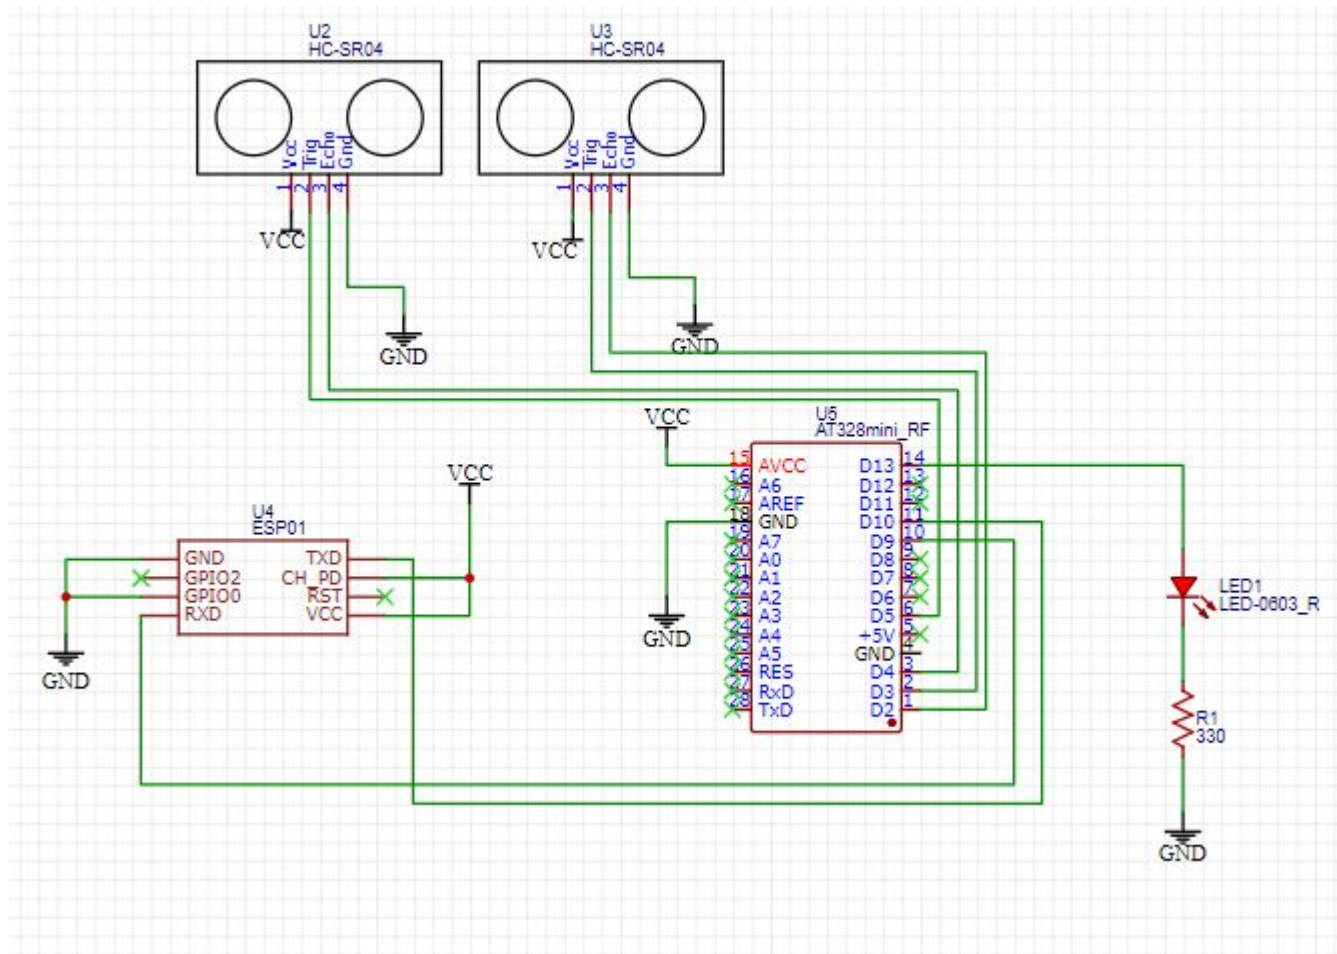 U2
HC-SR04
Vcc
Trig
Echo
Gnd
1
2
3
4
VCC
GND
U3
HC-SR04
Vcc
Trig
Echo
Gnd
1
2
3
4
VCC
GND
VCC
U5
AT328mini_RF
15 AVCC D13 14
16 A6 D12 13
17 AREF D11 12
18 GND D10 11
19 A7 D9 10
20 A0 D8 9
21 A1 D7 8
22 A2 D6 7
23 A3 D5 6
24 A4 +5V 5
25 A5 GND 4
26 RES D4 3
27 RxD D3 2
28 TxD D2 1
GND
VCC
U4
ESP01
GND TXD
GPIO2 CH_PD
GPIO0 RST
RXD VCC
GND
LED1
LED-0603_R
R1
330
GND